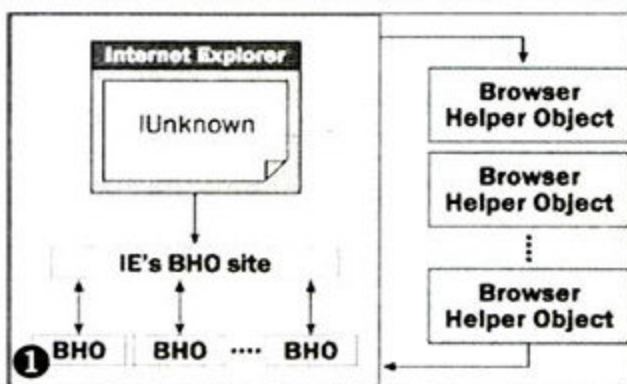 Internet Explorer
IUnknown
IE's BHO site
BHO BHO .... BHO
1
Browser
Helper Object
Browser
Helper Object
Browser
Helper Object